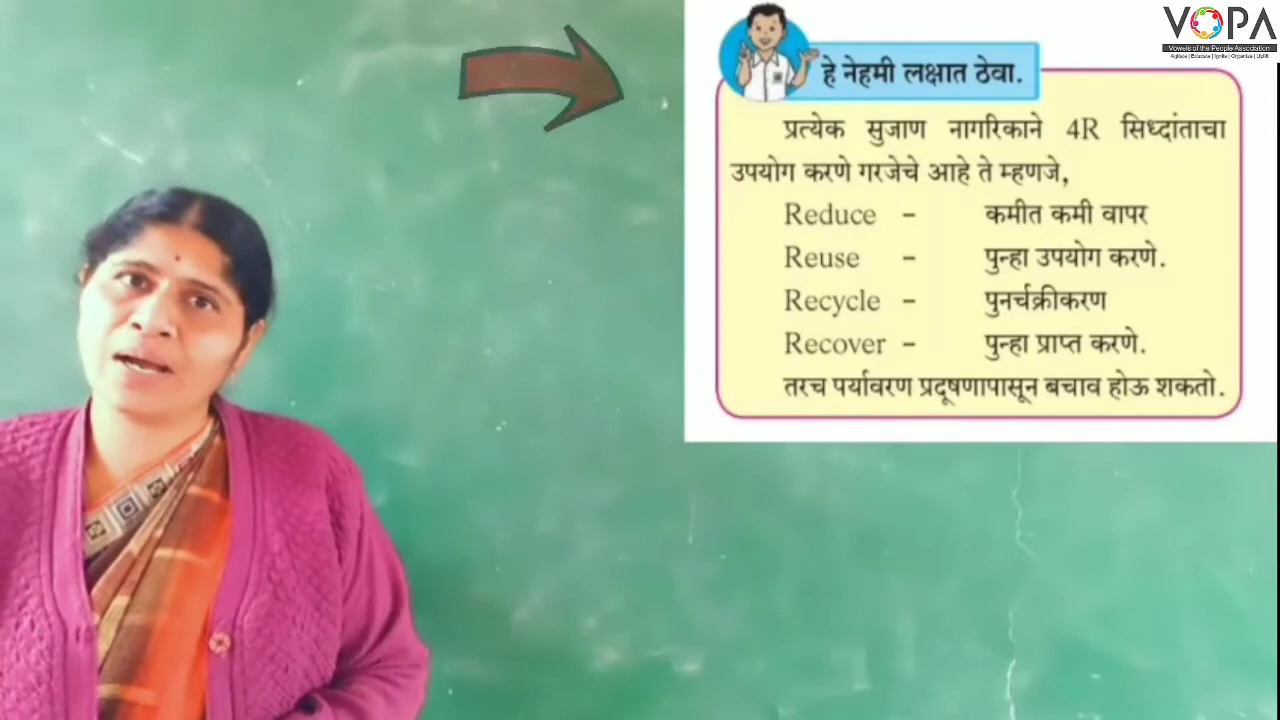 VOPA
Vowels of the People Association
हे नेहमी लक्षात ठेवा.
प्रत्येक सुजाण नागरिकाने 4R सिध्दांताचा
उपयोग करणे गरजेचे आहे ते म्हणजे,
Reduce – कमीत कमी वापर
Reuse – पुन्हा उपयोग करणे.
Recycle – पुनर्चक्रीकरण
Recover – पुन्हा प्राप्त करणे.
तरच पर्यावरण प्रदूषणापासून बचाव होऊ शकतो.